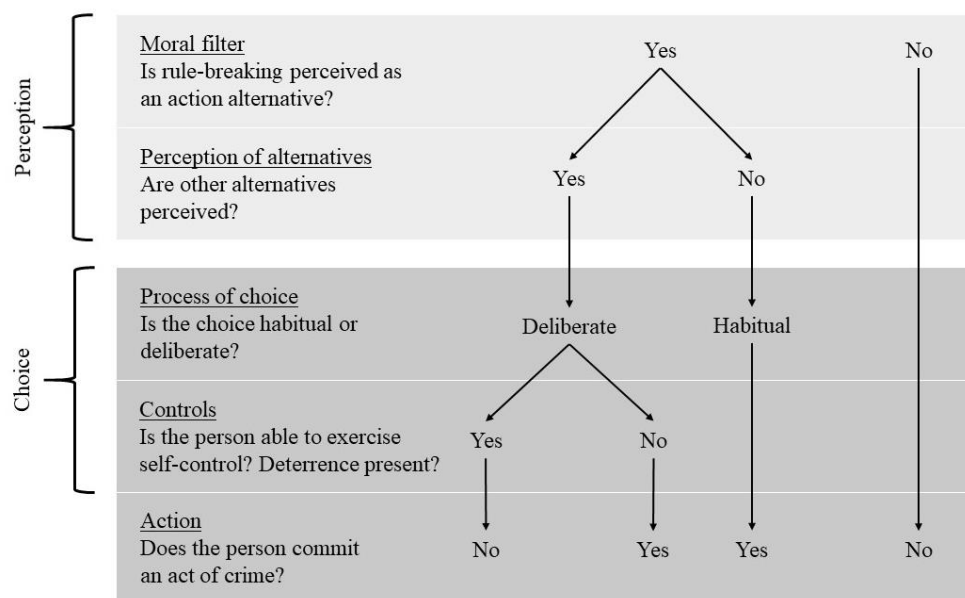 Perception
Moral filter
Is rule-breaking perceived as
an action alternative?
Yes
No
Perception of alternatives
Are other alternatives
perceived?
Yes
No
Choice
Process of choice
Is the choice habitual or
deliberate?
Deliberate
Habitual
Controls
Is the person able to exercise
self-control? Deterrence present?
Yes
No
Action
Does the person commit
an act of crime?
No
Yes
Yes
No